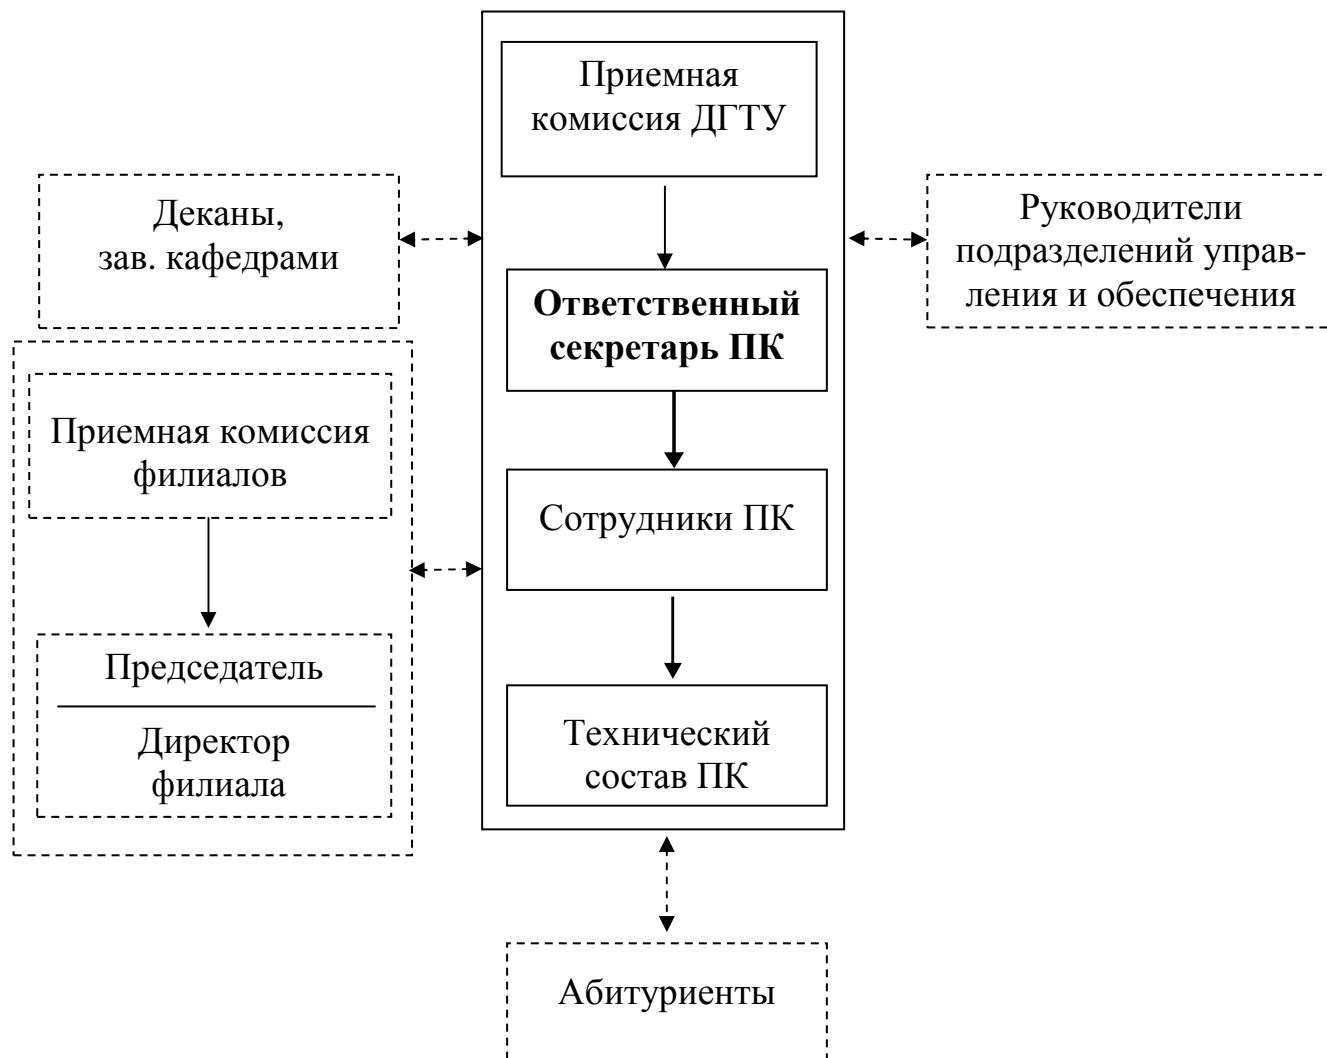 Приемная
комиссия ДГТУ
Деканы,
зав. кафедрами
Руководители
подразделений управ-
ления и обеспечения
Ответственный
секретарь ПК
Приемная комиссия
филиалов
Сотрудники ПК
Председатель
Директор
филиала
Технический
состав ПК
Абитуриенты